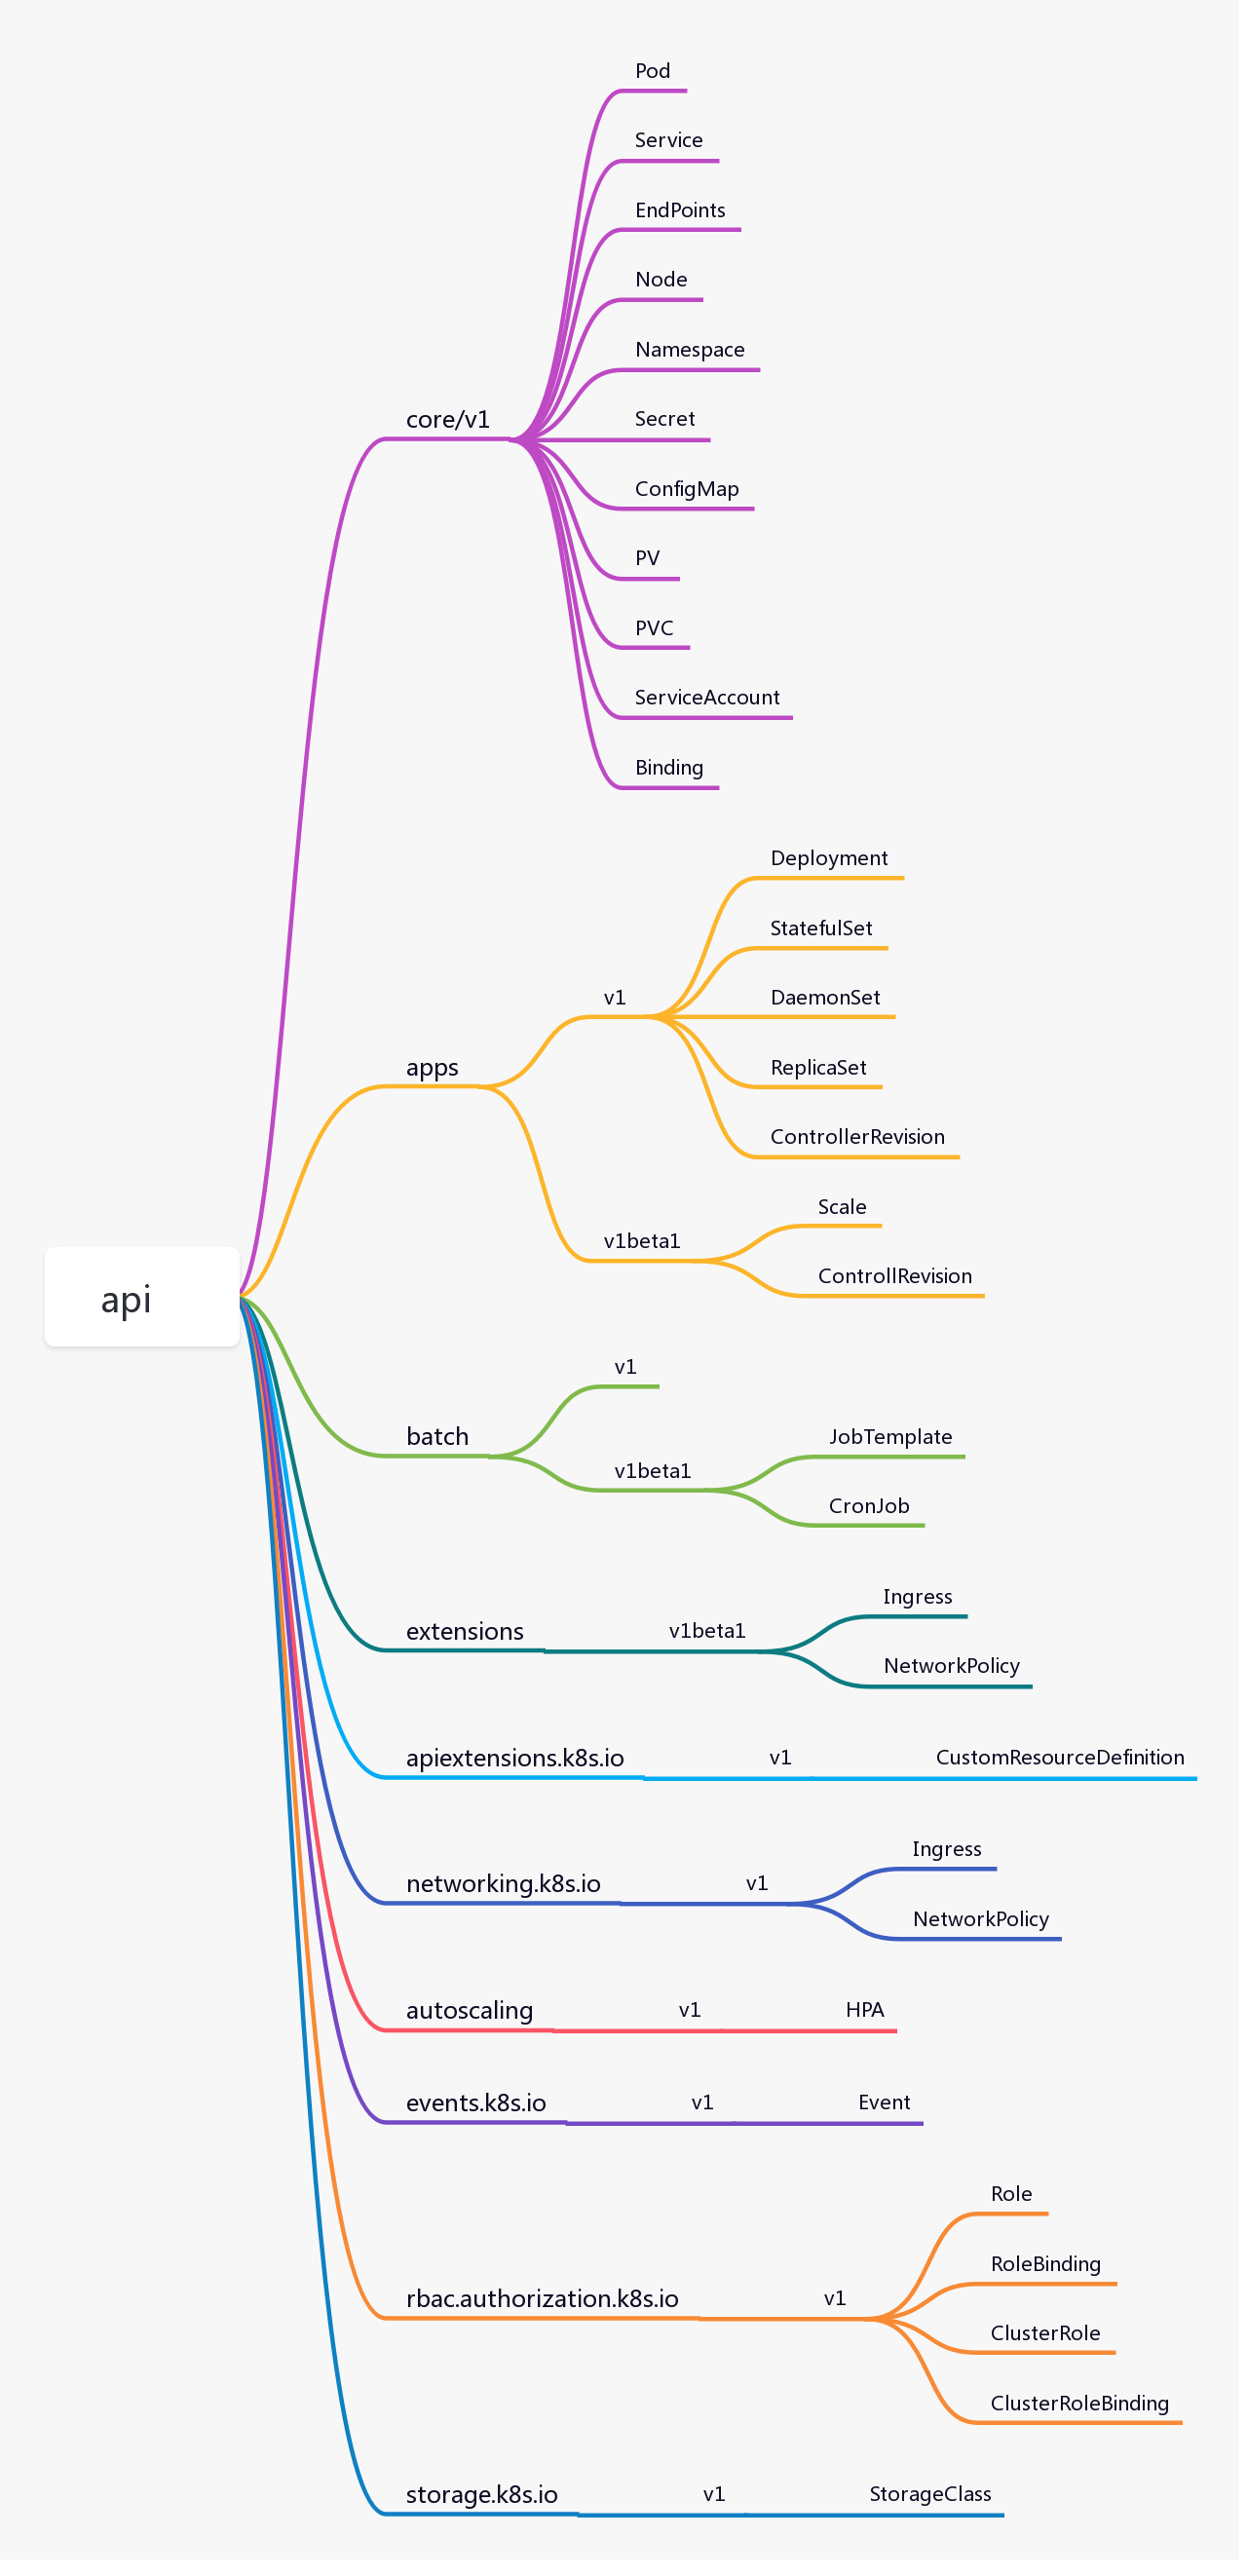 Pod
Service
EndPoints
Node
Namespace
core/v1
Secret
ConfigMap
PV
PVC
ServiceAccount
Binding
Deployment
StatefulSet
v1
DaemonSet
apps
ReplicaSet
ControllerRevision
Scale
v1beta1
ControllRevision
api
v1
batch
JobTemplate
v1beta1
CronJob
Ingress
extensions
v1beta1
NetworkPolicy
apiextensions.k8s.io
v1
CustomResourceDefinition
Ingress
networking.k8s.io
v1
NetworkPolicy
autoscaling
v1
HPA
events.k8s.io
v1
Event
Role
RoleBinding
rbac.authorization.k8s.io
v1
ClusterRole
ClusterRoleBinding
storage.k8s.io
v1
StorageClass